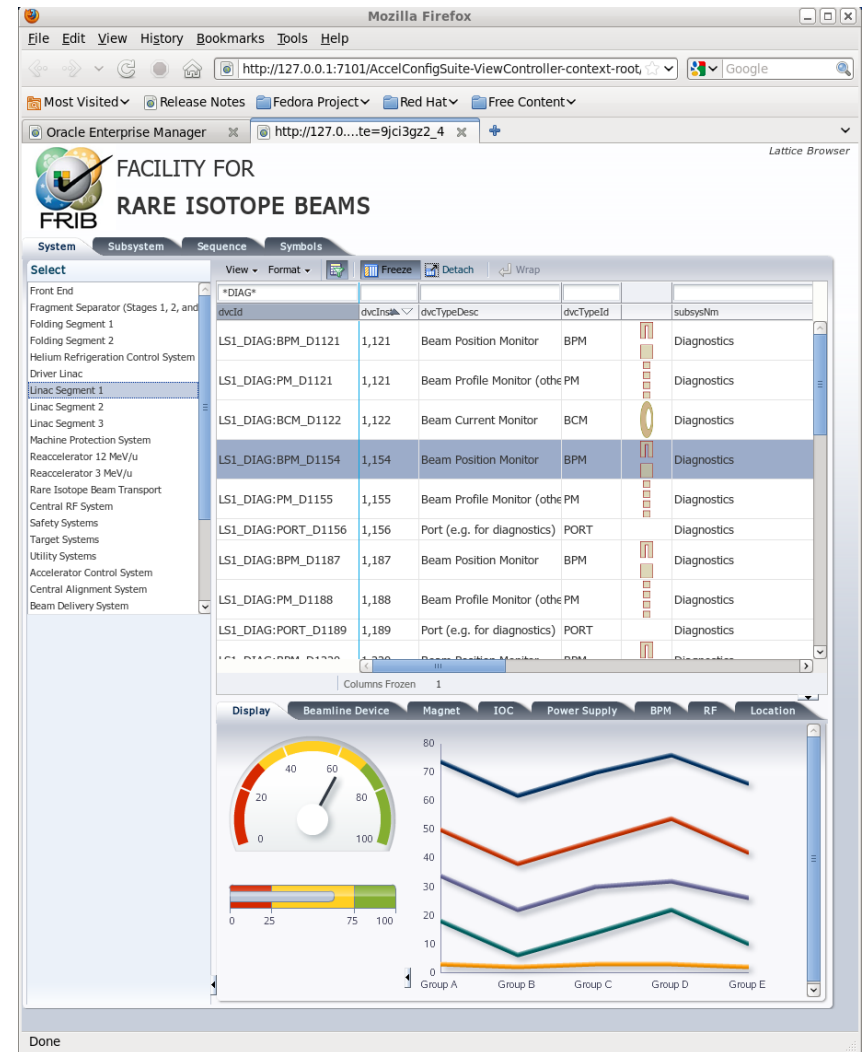 Mozilla Firefox
File Edit View History Bookmarks Tools Help
http://127.0.0.1:7101/AccelConfigSuite-ViewController-context-root, Google
Most Visited Release Notes Fedora Project Red Hat Free Content
Oracle Enterprise Manager http://127.0....te=9jci3gz2_4
Lattice Browser
FRIB
FACILITY FOR
RARE ISOTOPE BEAMS
System Subsystem Sequence Symbols
Select
Front End
Fragment Separator (Stages 1, 2, and
Folding Segment 1
Folding Segment 2
Helium Refrigeration Control System
Driver Linac
Linac Segment 1
Linac Segment 2
Linac Segment 3
Machine Protection System
Reaccelerator 12 MeV/u
Reaccelerator 3 MeV/u
Rare Isotope Beam Transport
Central RF System
Safety Systems
Target Systems
Utility Systems
Accelerator Control System
Central Alignment System
Beam Delivery System
View Format Freeze Detach Wrap
*DIAG*
dvcId dvcInst dvcTypeDesc dvcTypeId subsysNm
LS1_DIAG:BPM_D1121 1,121 Beam Position Monitor BPM Diagnostics
LS1_DIAG:PM_D1121 1,121 Beam Profile Monitor (othe PM Diagnostics
LS1_DIAG:BCM_D1122 1,122 Beam Current Monitor BCM Diagnostics
LS1_DIAG:BPM_D1154 1,154 Beam Position Monitor BPM Diagnostics
LS1_DIAG:PM_D1155 1,155 Beam Profile Monitor (othe PM Diagnostics
LS1_DIAG:PORT_D1156 1,156 Port (e.g. for diagnostics) PORT Diagnostics
LS1_DIAG:BPM_D1187 1,187 Beam Position Monitor BPM Diagnostics
LS1_DIAG:PM_D1188 1,188 Beam Profile Monitor (othe PM Diagnostics
LS1_DIAG:PORT_D1189 1,189 Port (e.g. for diagnostics) PORT Diagnostics
Columns Frozen 1
Display Beamline Device Magnet IOC Power Supply BPM RF Location
0 20 40 60 80 100
0 25 75 100
80
70
60
50
40
30
20
10
0
Group A Group B Group C Group D Group E
Done